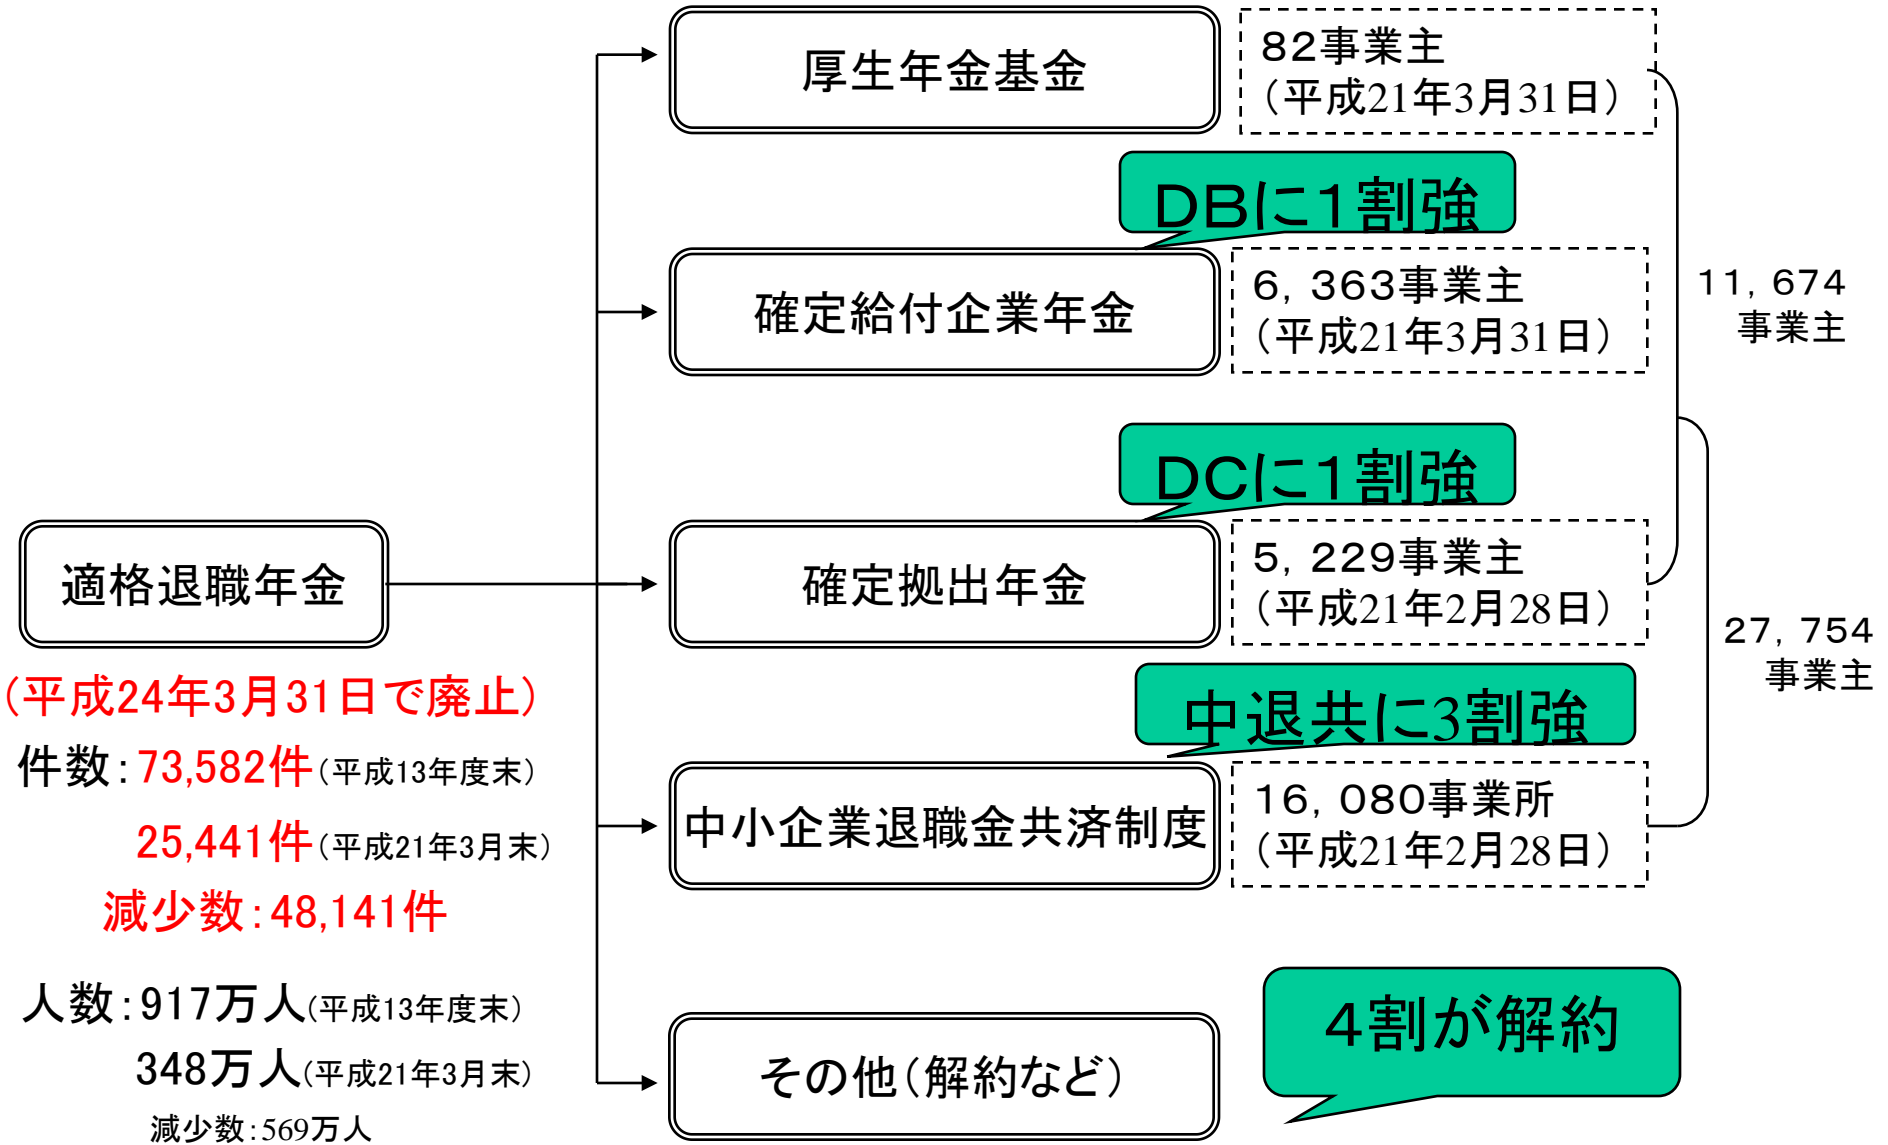 厚生年金基金
82事業主
（平成21年3月31日）
DBに1割強
確定給付企業年金
6，363事業主
（平成21年3月31日）
11，674
事業主
DCに1割強
適格退職年金
確定拠出年金
5，229事業主
（平成21年2月28日）
27，754
事業主
（平成24年3月31日で廃止）
件数：73,582件（平成13年度末）
25,441件（平成21年3月末）
減少数：48,141件
中退共に3割強
中小企業退職金共済制度
16，080事業所
（平成21年2月28日）
人数：917万人（平成13年度末）
348万人（平成21年3月末）
減少数：569万人
その他（解約など）
4割が解約